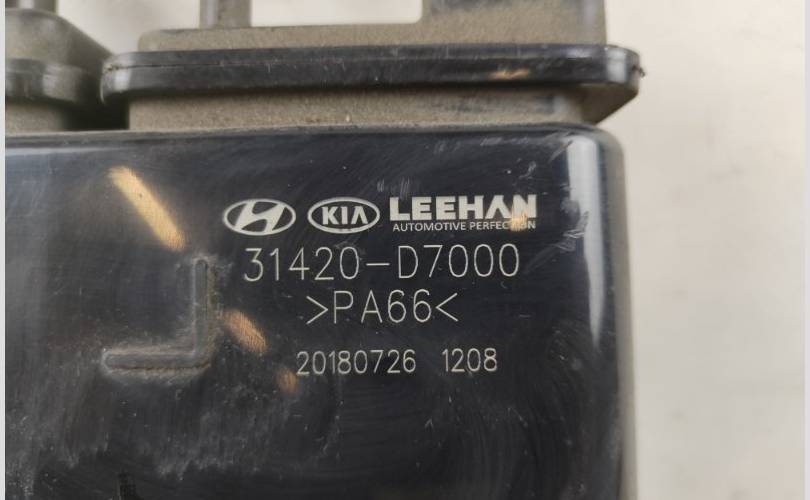 KIA LEEHAN
AUTOMOTIVE PERFECTION
31420-D7000
>PA66<
20180726 1208